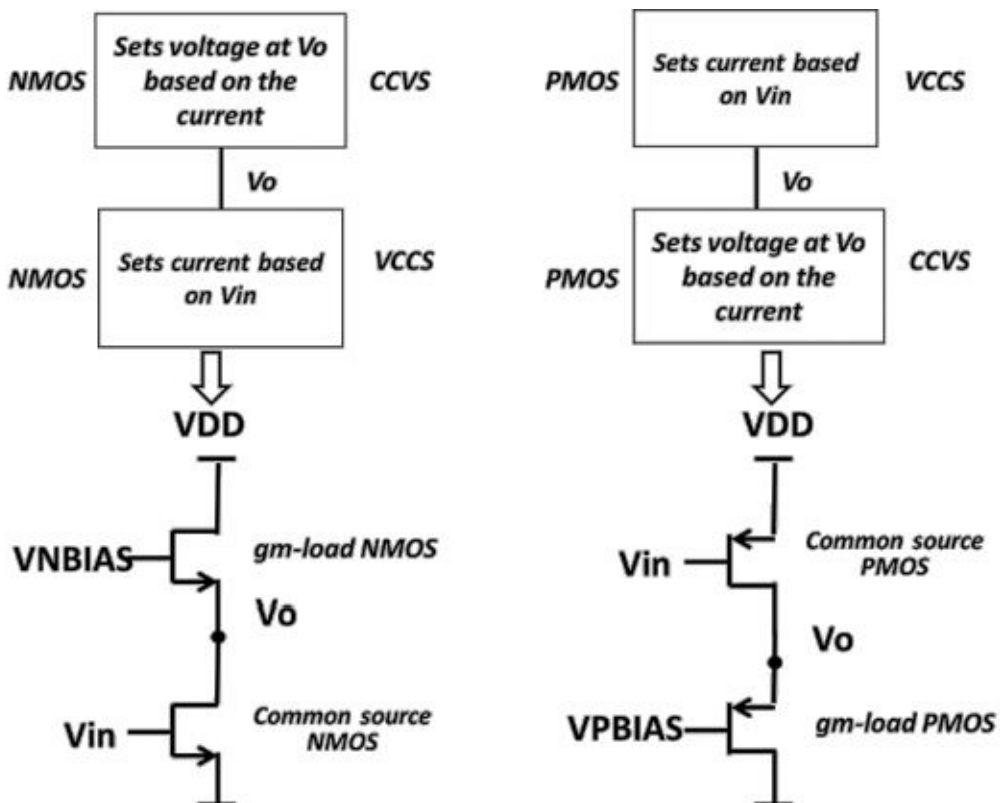 NMOS
Sets voltage at Vo
based on the
current
CCVS
Vo
NMOS
Sets current based
on Vin
VCCS
VDD
VNBIAS
gm-load NMOS
Vo
Vin
Common source
NMOS
PMOS
Sets current based
on Vin
VCCS
Vo
PMOS
Sets voltage at Vo
based on the
current
CCVS
VDD
Vin
Common source
PMOS
Vo
VPBIAS
gm-load PMOS